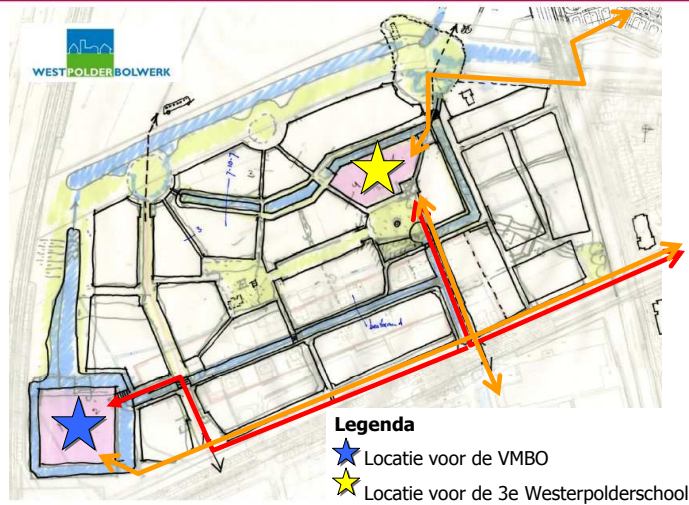 WESTPOLDERBOLWERK
Legenda
Locatie voor de VMBO
Locatie voor de 3e Westerpolderschool